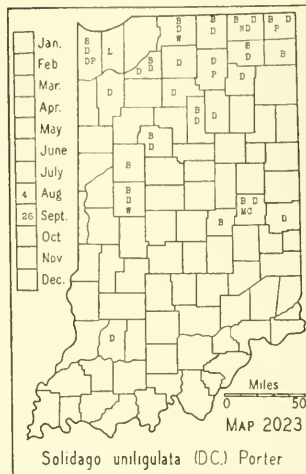 Jan.
Feb
Mar.
Apr.
May
June
July
4 Aug
26 Sept.
Oct
Nov
Dec.
B
D
DP
L
B
D
W
B
D
B D
ND
B D
P
D
B
D
D
D
P
B
D
B
D
D
D
B
D
D
B
D
B
B
D
W
B
B D
MC
D
D
Miles
0 50
MAP 2023
Solidago uniligulata (DC.) Porter